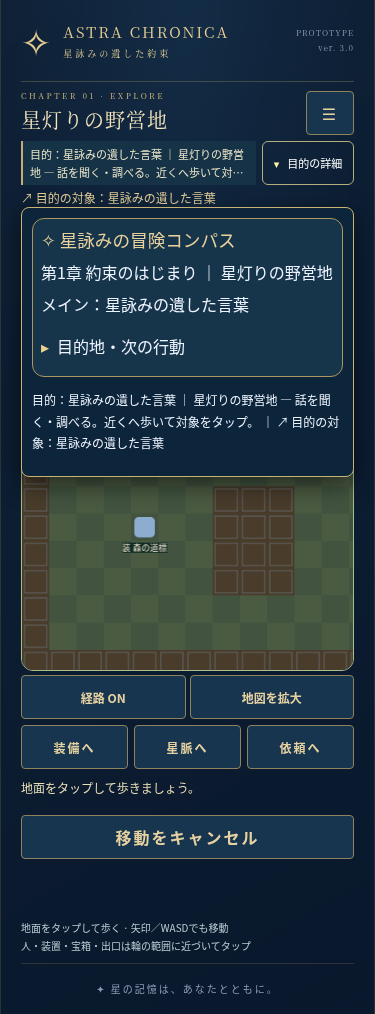 ASTRA CHRONICA
星詠みの遺した約束
PROTOTYPE
ver. 3.0
CHAPTER 01 · EXPLORE
星灯りの野営地
☰
目的：星詠みの遺した言葉 ｜ 星灯りの野営
地 — 話を聞く・調べる。近くへ歩いて対…
▼ 目的の詳細
↗ 目的の対象：星詠みの遺した言葉
✧ 星詠みの冒険コンパス
第1章 約束のはじまり ｜ 星灯りの野営地
メイン：星詠みの遺した言葉
▸ 目的地・次の行動
目的：星詠みの遺した言葉 ｜ 星灯りの野営地 — 話を聞
く・調べる。近くへ歩いて対象をタップ。 ｜ ↗ 目的の対
象：星詠みの遺した言葉
装 森の道標
経路 ON
地図を拡大
装備へ
星脈へ
依頼へ
地面をタップして歩きましょう。
移動をキャンセル
地面をタップして歩く · 矢印／WASDでも移動
人・装置・宝箱・出口は輪の範囲に近づいてタップ
✦ 星の記憶は、あなたとともに。